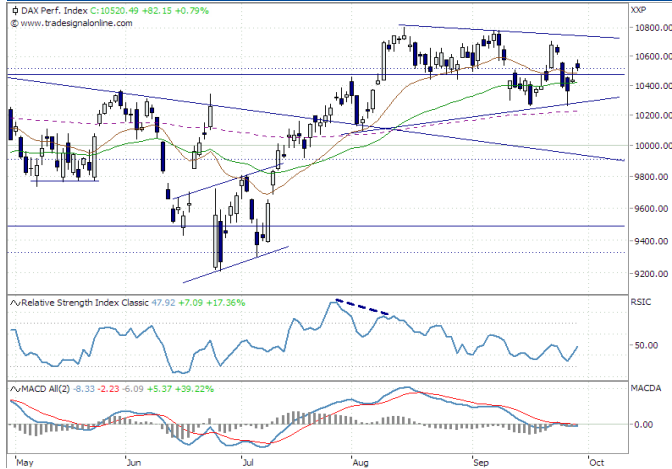 DAX Perf. Index C:10520.49 +82.15 +0.79%
© www.tradesignalonline.com
XXP
10800.00
10600.00
10400.00
10200.00
10000.00
9800.00
9600.00
9400.00
9200.00
Relative Strength Index Classic 47.92 +7.09 +17.36%
RSIC
50.00
MACD All(2) -8.33 -2.23 -6.09 +5.37 +39.22%
MACDA
0.00
May Jun Jul Aug Sep Oct